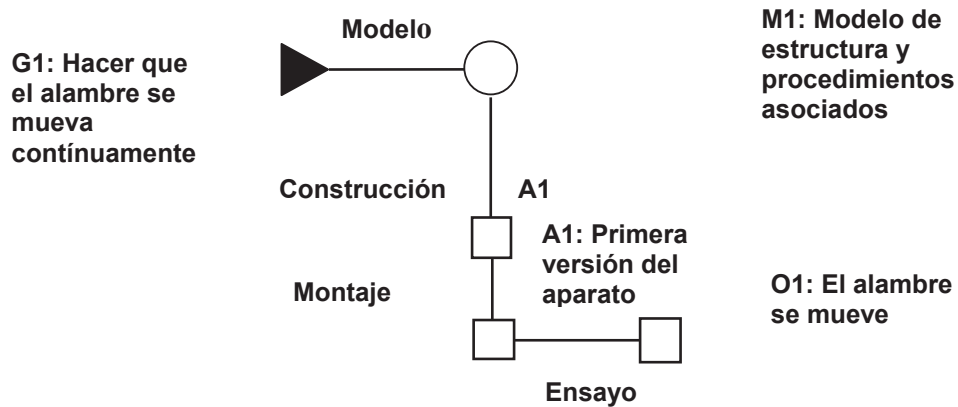 Modelo
G1: Hacer que
el alambre se
mueva
contínuamente
M1: Modelo de
estructura y
procedimientos
asociados
Construcción
A1
A1: Primera
versión del
aparato
Montaje
O1: El alambre
se mueve
Ensayo